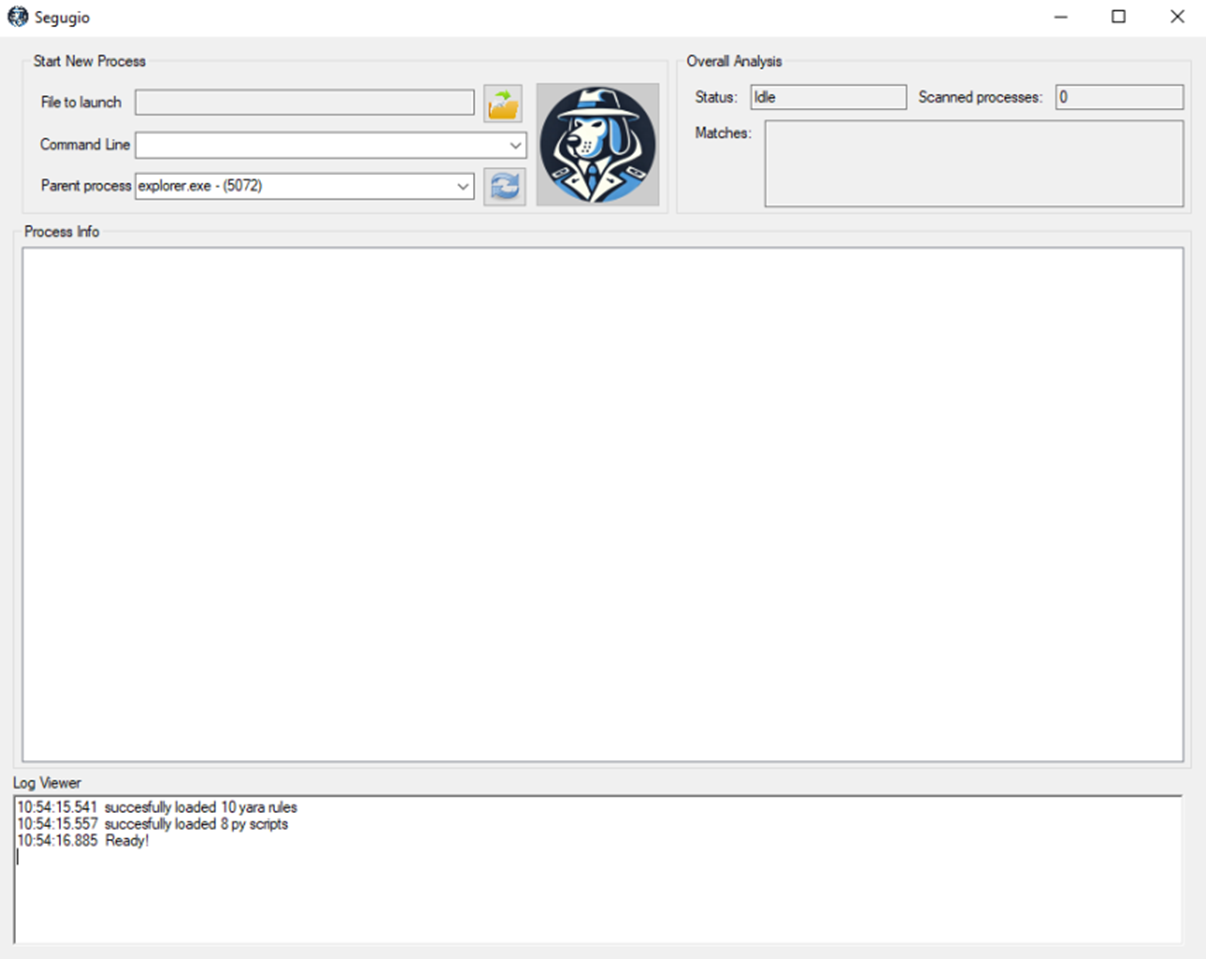 Segugio
Start New Process
File to launch
Command Line
Parent process explorer.exe - (5072)
Overall Analysis
Status: Idle Scanned processes: 0
Matches:
Process Info
Log Viewer
10:54:15.541 succesfully loaded 10 yara rules
10:54:15.557 succesfully loaded 8 py scripts
10:54:16.885 Ready!